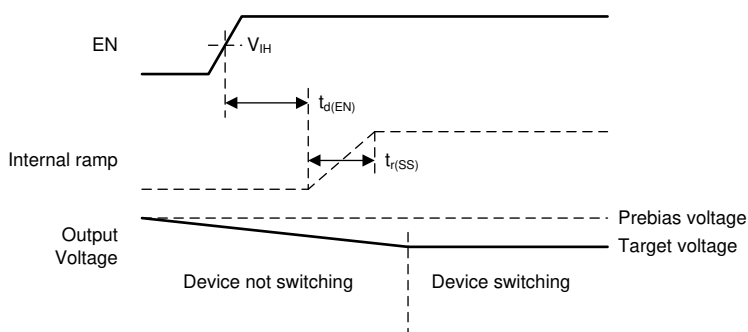 EN
V_IH
t_d(EN)
Internal ramp
t_r(SS)
Prebias voltage
Output
Voltage
Target voltage
Device not switching
Device switching